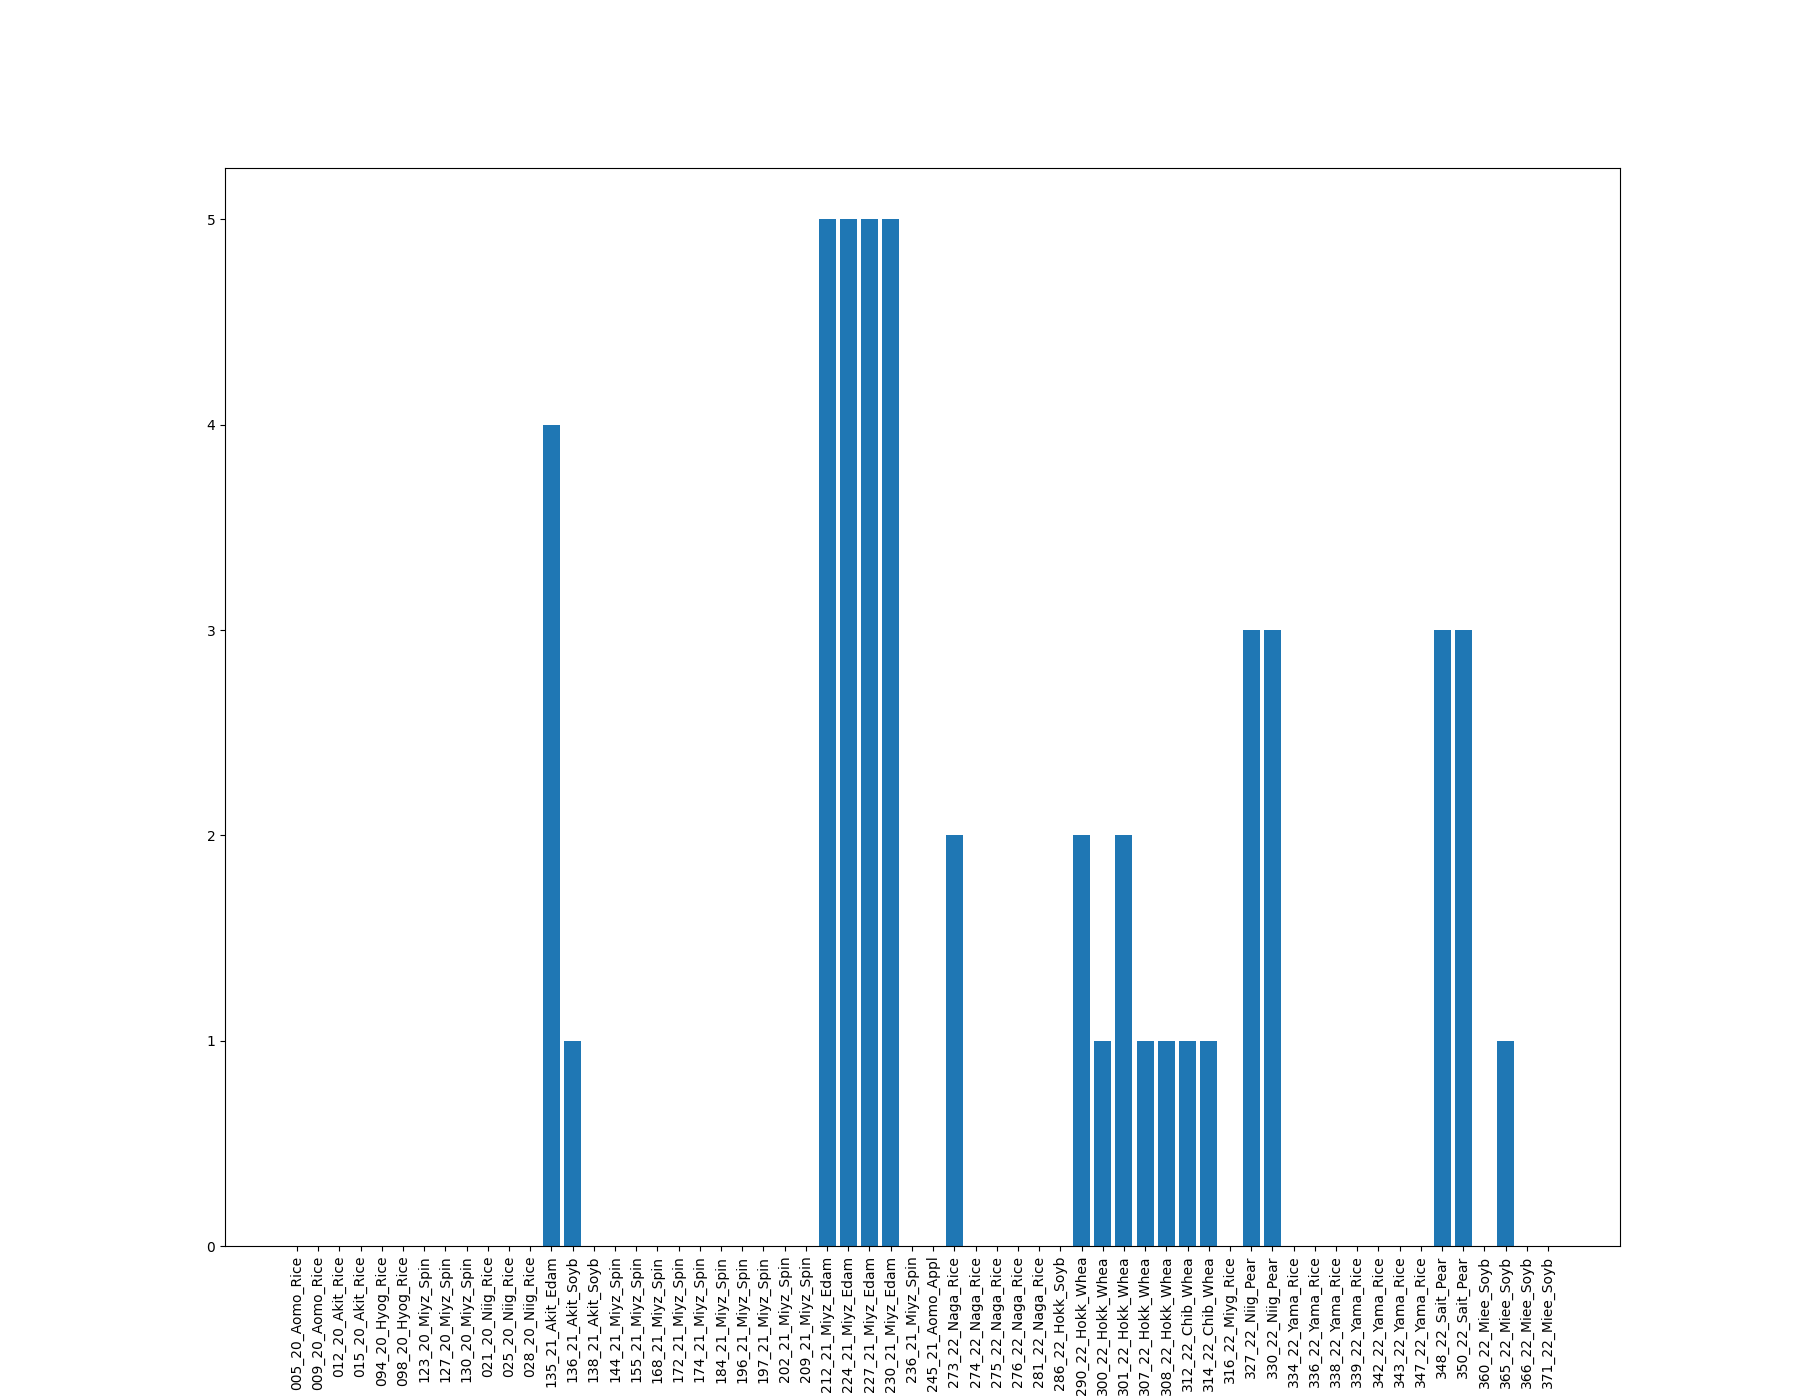 5
4
3
2
1
0
005_20_Aomo_Rice
009_20_Aomo_Rice
012_20_Akit_Rice
015_20_Akit_Rice
094_20_Hyog_Rice
098_20_Hyog_Rice
123_20_Miyz_Spin
127_20_Miyz_Spin
130_20_Miyz_Spin
021_20_Niig_Rice
025_20_Niig_Rice
028_20_Niig_Rice
135_21_Akit_Edam
136_21_Akit_Soyb
138_21_Akit_Soyb
144_21_Miyz_Spin
155_21_Miyz_Spin
168_21_Miyz_Spin
172_21_Miyz_Spin
174_21_Miyz_Spin
184_21_Miyz_Spin
196_21_Miyz_Spin
197_21_Miyz_Spin
202_21_Miyz_Spin
209_21_Miyz_Spin
212_21_Miyz_Edam
224_21_Miyz_Edam
227_21_Miyz_Edam
230_21_Miyz_Edam
236_21_Miyz_Spin
245_21_Aomo_Appl
273_22_Naga_Rice
274_22_Naga_Rice
275_22_Naga_Rice
276_22_Naga_Rice
281_22_Naga_Rice
286_22_Hokk_Soyb
290_22_Hokk_Whea
300_22_Hokk_Whea
301_22_Hokk_Whea
307_22_Hokk_Whea
308_22_Hokk_Whea
312_22_Chib_Whea
314_22_Chib_Whea
316_22_Miyg_Rice
327_22_Niig_Pear
330_22_Niig_Pear
334_22_Yama_Rice
336_22_Yama_Rice
338_22_Yama_Rice
339_22_Yama_Rice
342_22_Yama_Rice
343_22_Yama_Rice
347_22_Yama_Rice
348_22_Sait_Pear
350_22_Sait_Pear
360_22_Miee_Soyb
365_22_Miee_Soyb
366_22_Miee_Soyb
371_22_Miee_Soyb